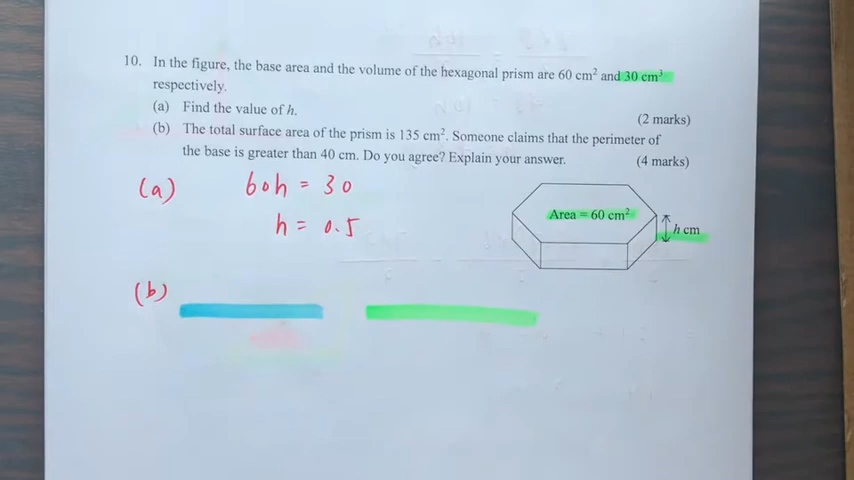 10. In the figure, the base area and the volume of the hexagonal prism are 60 cm² and 30 cm³
respectively.
(a) Find the value of h.
(2 marks)
(b) The total surface area of the prism is 135 cm². Someone claims that the perimeter of
the base is greater than 40 cm. Do you agree? Explain your answer.
(4 marks)
(a) 60h = 30
h = 0.5
Area = 60 cm²
h cm
(b)